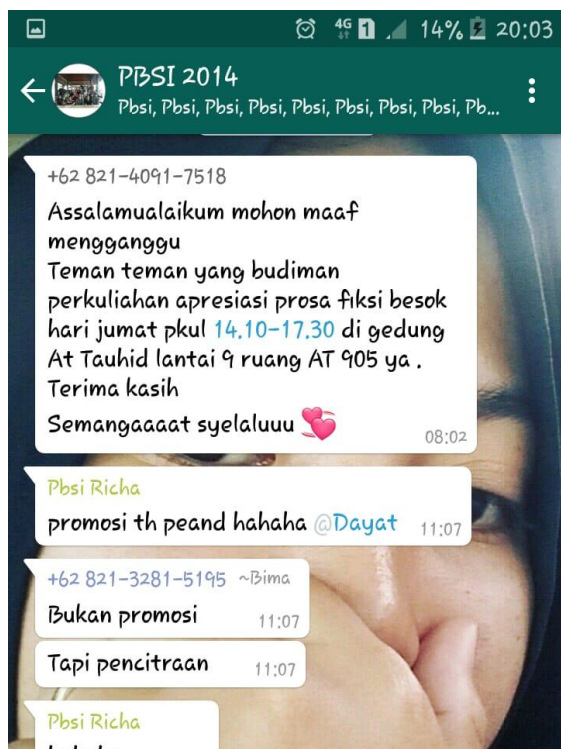 4G 1 14% 20:03
PBSI 2014
Pbsi, Pbsi, Pbsi, Pbsi, Pbsi, Pbsi, Pbsi, Pbsi, Pb...
+62 821-4091-7518
Assalamualaikum mohon maaf
mengganggu
Teman teman yang budiman
perkuliahan apresiasi prosa fiksi besok
hari jumat pkul 14.10-17.30 di gedung
At Tauhid lantai 9 ruang AT 905 ya .
Terima kasih
Semangaaaat syelaluuu 💞
08:02
Pbsi Richa
promosi th peand hahaha @Dayat 11:07
+62 821-3281-5195 ~Bima
Bukan promosi 11:07
Tapi pencitraan 11:07
Pbsi Richa